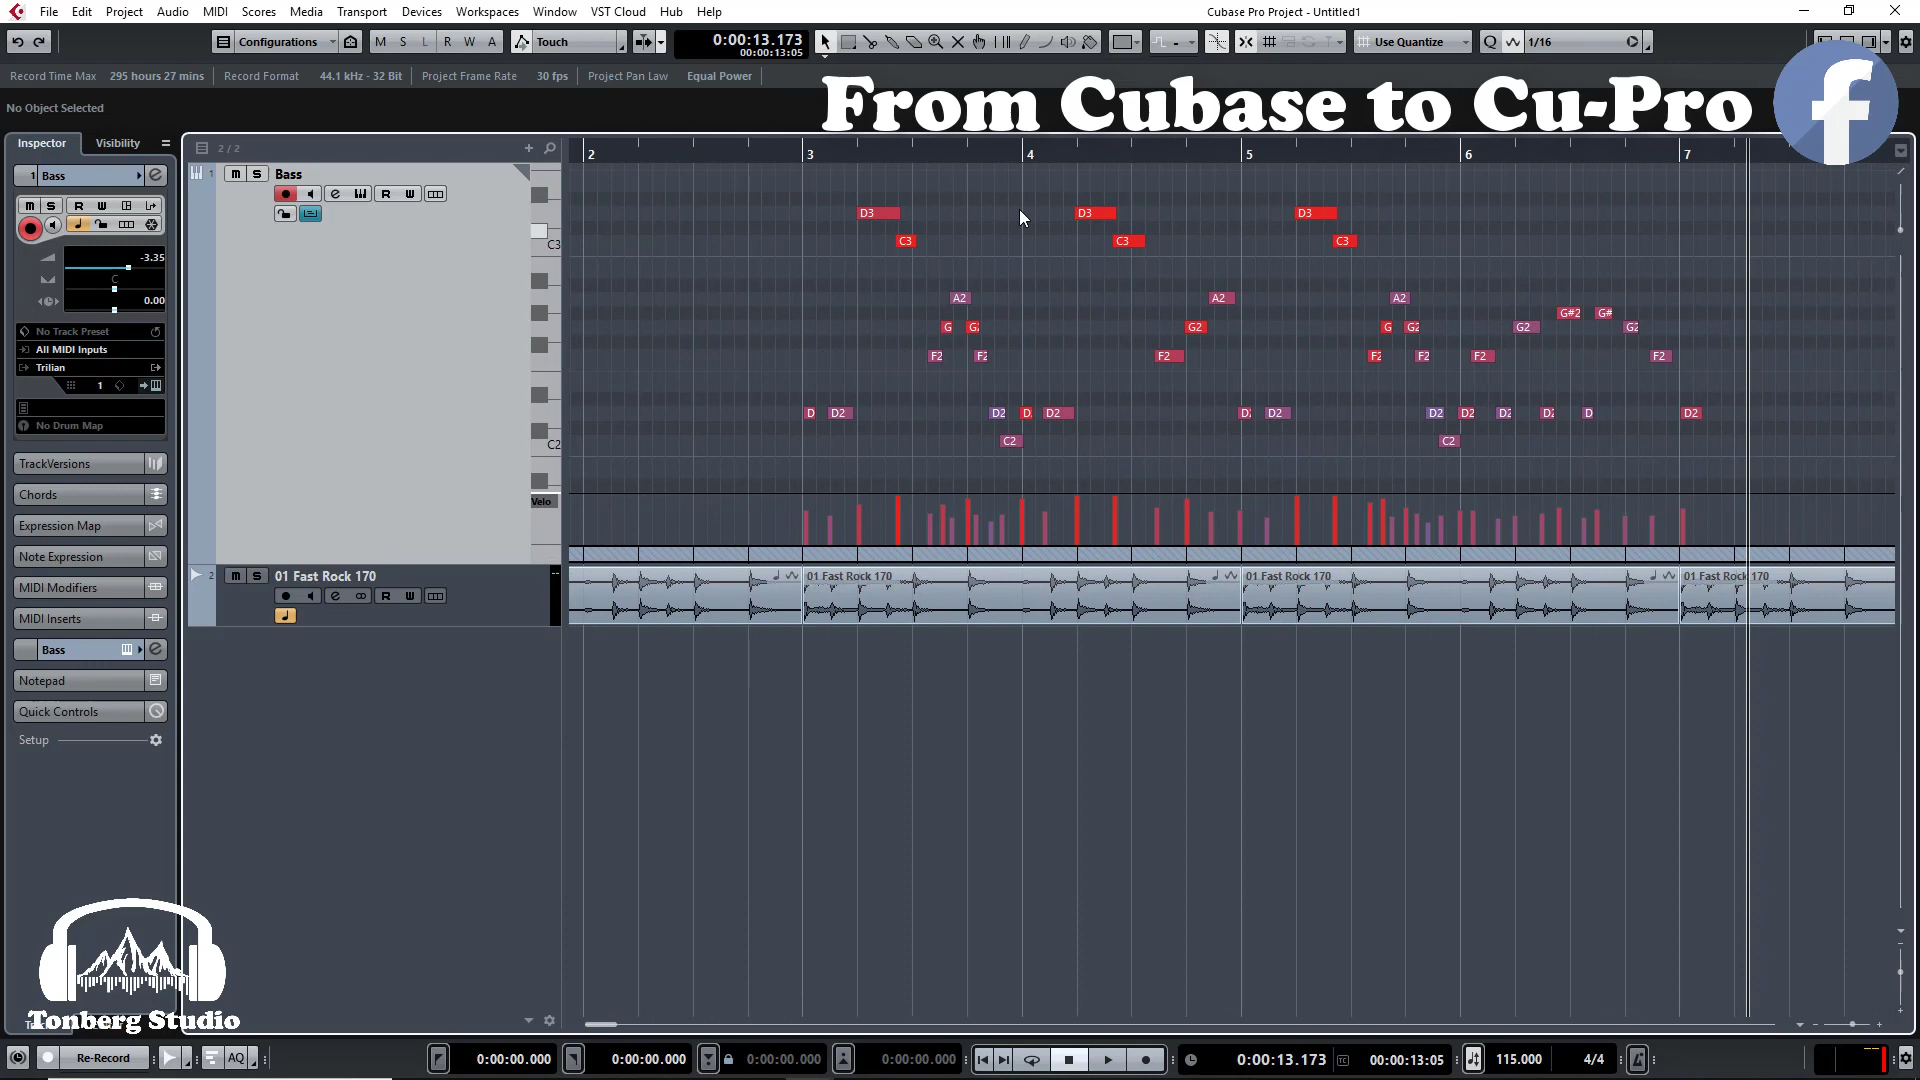 File Edit Project Audio MIDI Scores Media Transport Devices Workspaces Window VST Cloud Hub Help
Cubase Pro Project - Untitled1
Configurations M S L R W A Touch 0:00:13.173 Use Quantize Q 1/16
00:00:13:05
Record Time Max 295 hours 27 mins Record Format 44.1 kHz - 32 Bit Project Frame Rate 30 fps Project Pan Law Equal Power
From Cubase to Cu-Pro f
No Object Selected
Inspector Visibility 2 / 2 2 3 4 5 6 7
1 Bass
1 m S Bass
R W
m S R W
D3 D3 D3
C3 C3 C3 C3
-3.35
C
0.00
A2 A2 A2
G#2 G#
G G2 G2 G G2 G2 G2
F2 F2 F2 F2 F2 F2 F2
No Track Preset
All MIDI Inputs
Trilian
1
No Drum Map
D D2 D2 D D2 D2 D2 D2 D2 D2 D2 D D2
C2 C2 C2
TrackVersions
Chords
Velo
Expression Map
Note Expression
MIDI Modifiers
MIDI Inserts
Bass
Notepad
Quick Controls
Setup
2 m S 01 Fast Rock 170
R W
01 Fast Rock 170 01 Fast Rock 170 01 Fast Rock 170
Tonberg Studio
Re-Record AQ 0:00:00.000 0:00:00.000 0:00:00.000 0:00:00.000 0:00:13.173 TC 00:00:13:05 115.000 4/4